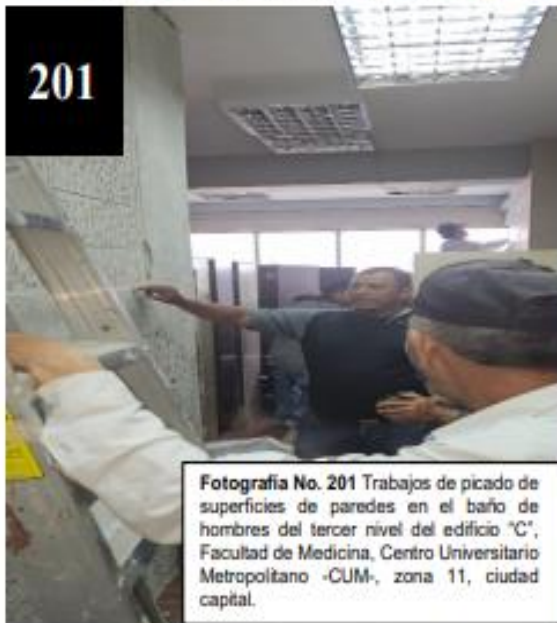 201
Fotografía No. 201 Trabajos de picado de
superficies de paredes en el baño de
hombres del tercer nivel del edificio "C",
Facultad de Medicina, Centro Universitario
Metropolitano -CUM-, zona 11, ciudad
capital.